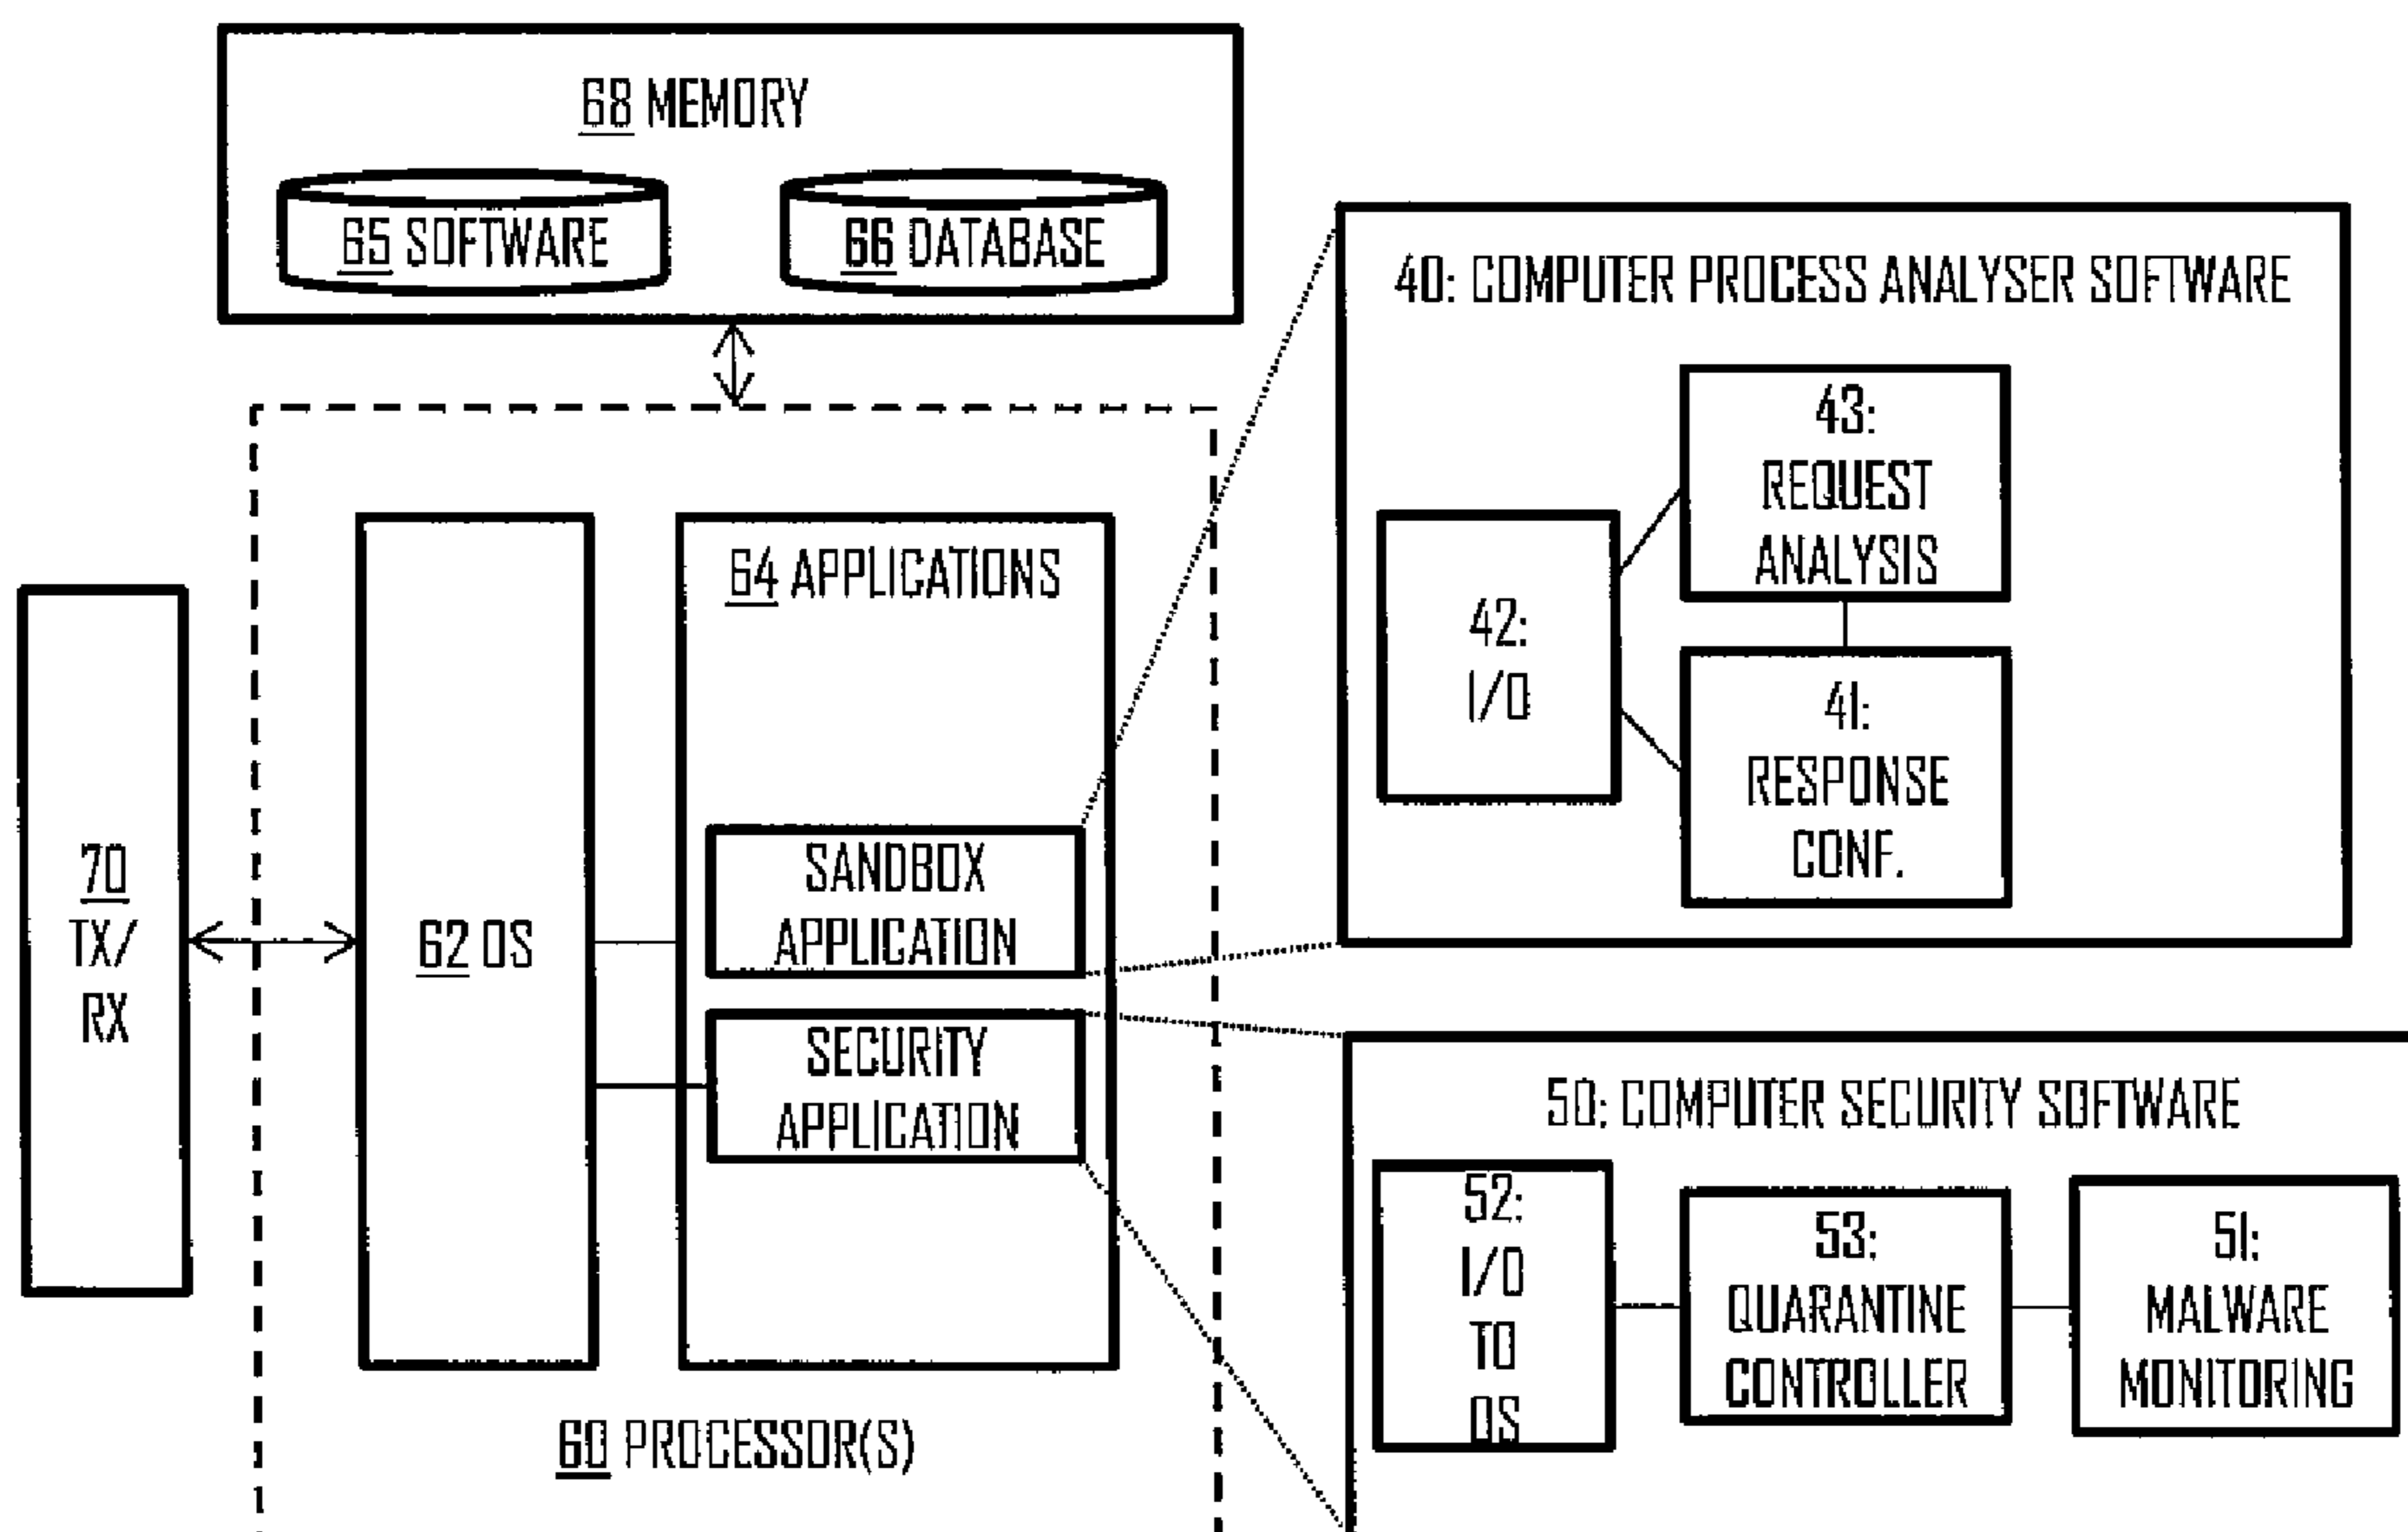 68 MEMORY
65 SOFTWARE
66 DATABASE
40: COMPUTER PROCESS ANALYSER SOFTWARE
43:
REQUEST
ANALYSIS
42:
I/O
41:
RESPONSE
CONF.
64 APPLICATIONS
SANDBOX
APPLICATION
SECURITY
APPLICATION
62 OS
70
TX/
RX
60 PROCESSOR(S)
50: COMPUTER SECURITY SOFTWARE
52:
I/O
TO
OS
53:
QUARANTINE
CONTROLLER
51:
MALWARE
MONITORING